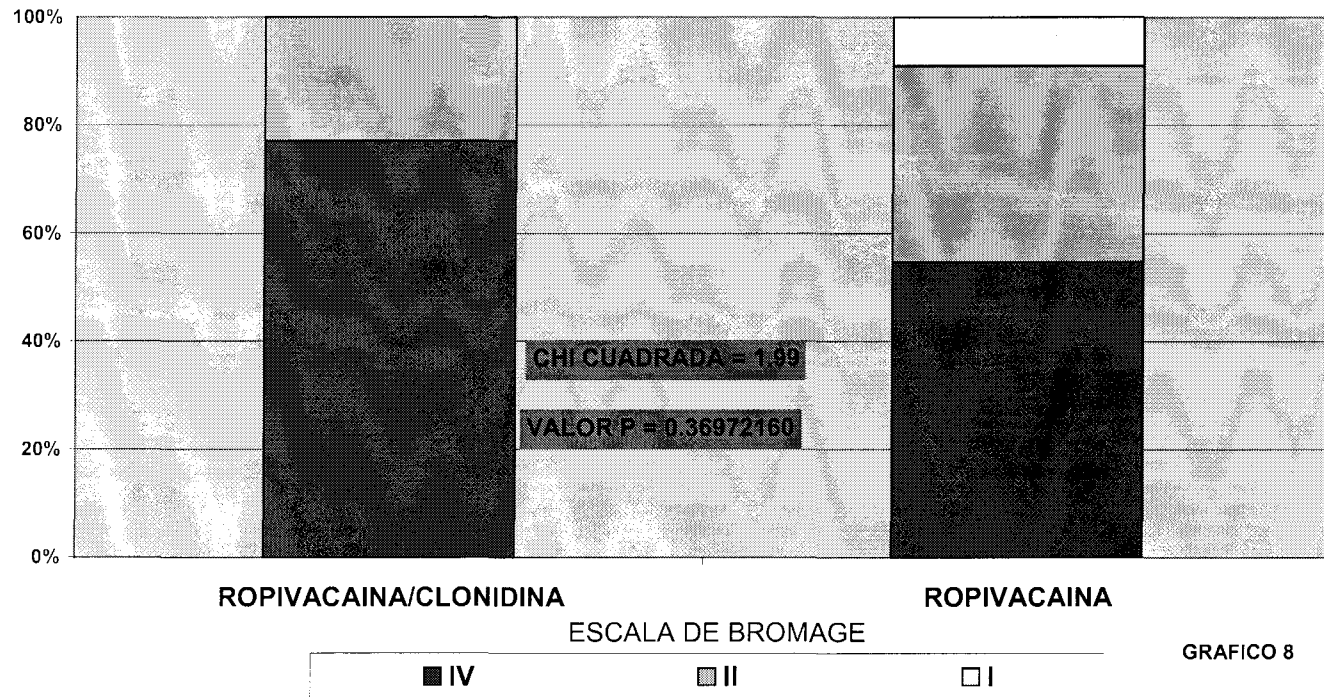 100%
80%
60%
40%
20%
0%
CHI CUADRADA = 1,99
VALOR P = 0.36972160
ROPIVACAINA/CLONIDINA ROPIVACAINA
ESCALA DE BROMAGE
GRAFICO 8
IV II I